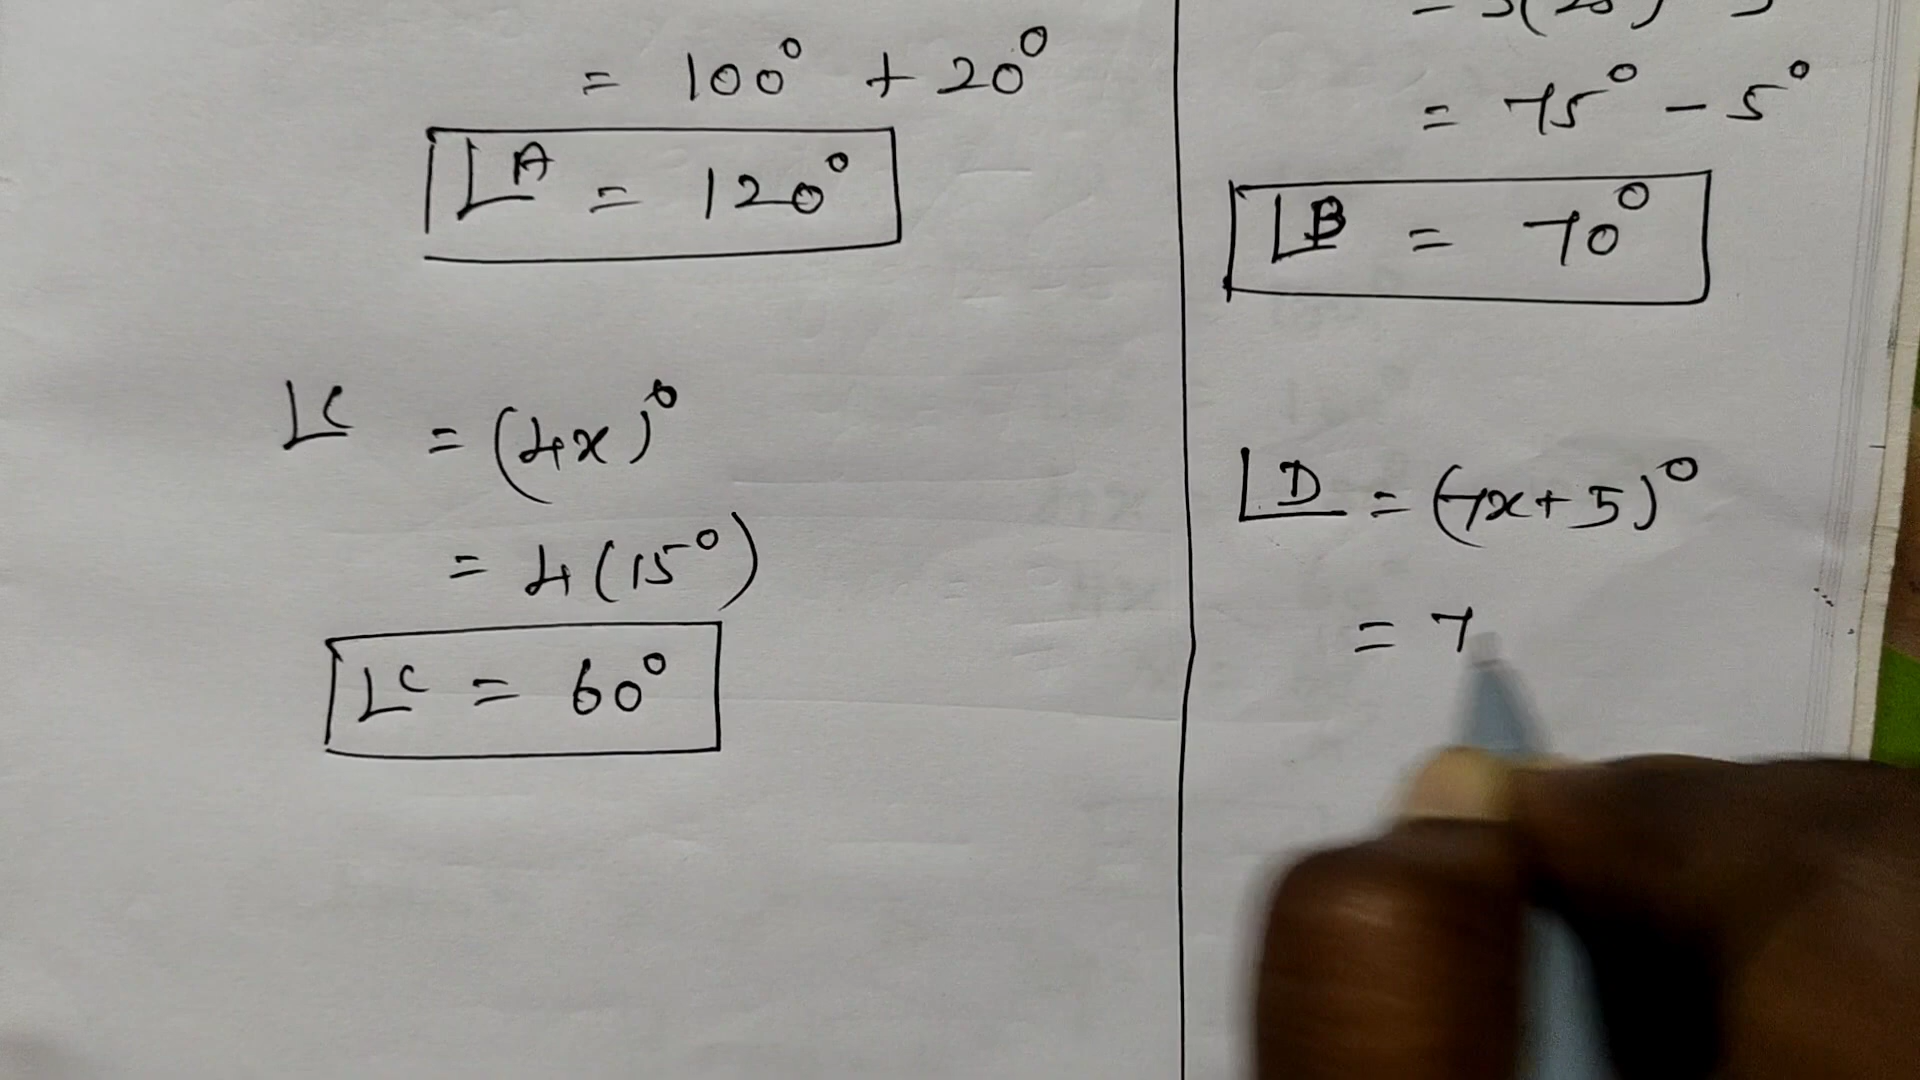 = 100° + 20°
∠A = 120°
∠C = (4x)°
= 4(15°)
∠C = 60°
= 75° - 5°
∠B = 70°
∠D = (7x+5)°
= 7